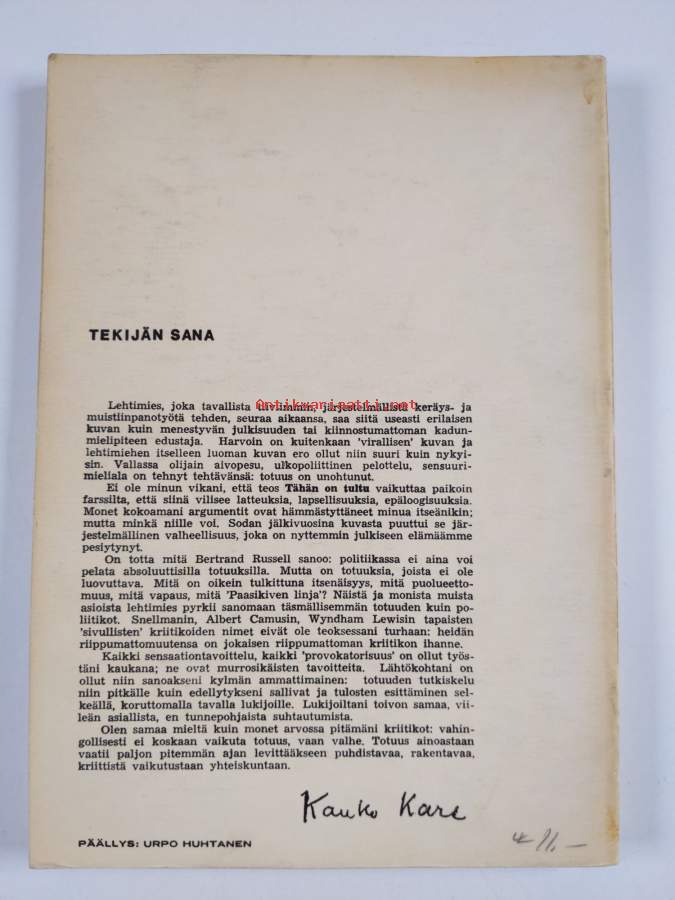 TEKIJÄN SANA
Lehtimies, joka tavallista tiiviimmin, järjestelmällistä keräys- ja
Antikvariaatti.net
muistiinpanotyötä tehden, seuraa aikaansa, saa siitä useasti erilaisen
kuvan kuin menestyvän julkisuuden tai kiinnostumattoman kadun-
mielipiteen edustaja. Harvoin on kuitenkaan 'virallisen' kuvan ja
lehtimiehen itselleen luoman kuvan ero ollut niin suuri kuin nykyi-
sin. Vallassa olijain aivopesu, ulkopoliittinen pelottelu, sensuuri-
mieliala on tehnyt tehtävänsä: totuus on unohtunut.
Ei ole minun vikani, että teos Tähän on tultu vaikuttaa paikoin
farssilta, että siinä vilisee latteuksia, lapsellisuuksia, epäloogisuuksia.
Monet kokoamani argumentit ovat hämmästyttäneet minua itseänikin;
mutta minkä niille voi. Sodan jälkivuosina kuvasta puuttui se jär-
jestelmällinen valheellisuus, joka on nyttemmin julkiseen elämäämme
pesiytynyt.
On totta mitä Bertrand Russell sanoo: politiikassa ei aina voi
pelata absoluuttisilla totuuksilla. Mutta on totuuksia, joista ei ole
luovuttava. Mitä on oikein tulkittuna itsenäisyys, mitä puolueetto-
muus, mitä vapaus, mitä 'Paasikiven linja'? Näistä ja monista muista
asioista lehtimies pyrkii sanomaan täsmällisemmän totuuden kuin po-
liitikot. Snellmanin, Albert Camusin, Wyndham Lewisin tapaisten
'sivullisten' kriitikoiden nimet eivät ole teoksessani turhaan: heidän
riippumattomuutensa on jokaisen riippumattoman kriitikon ihanne.
Kaikki sensaationtavoittelu, kaikki 'provokatorisuus' on ollut työs-
täni kaukana; ne ovat murrosikäisten tavoitteita. Lähtökohtani on
ollut niin sanoakseni kylmän ammattimainen: totuuden tutkiskelu
niin pitkälle kuin edellytykseni sallivat ja tulosten esittäminen sel-
keällä, koruttomalla tavalla lukijoille. Lukijoiltani toivon samaa, vii-
leän asiallista, en tunnepohjaista suhtautumista.
Olen samaa mieltä kuin monet arvossa pitämäni kriitikot: vahin-
gollisesti ei koskaan vaikuta totuus, vaan valhe. Totuus ainoastaan
vaatii paljon pitemmän ajan levittääkseen puhdistavaa, rakentavaa,
kriittistä vaikutustaan yhteiskuntaan.
Kauko Kare
PÄÄLLYS: URPO HUHTANEN
11,–